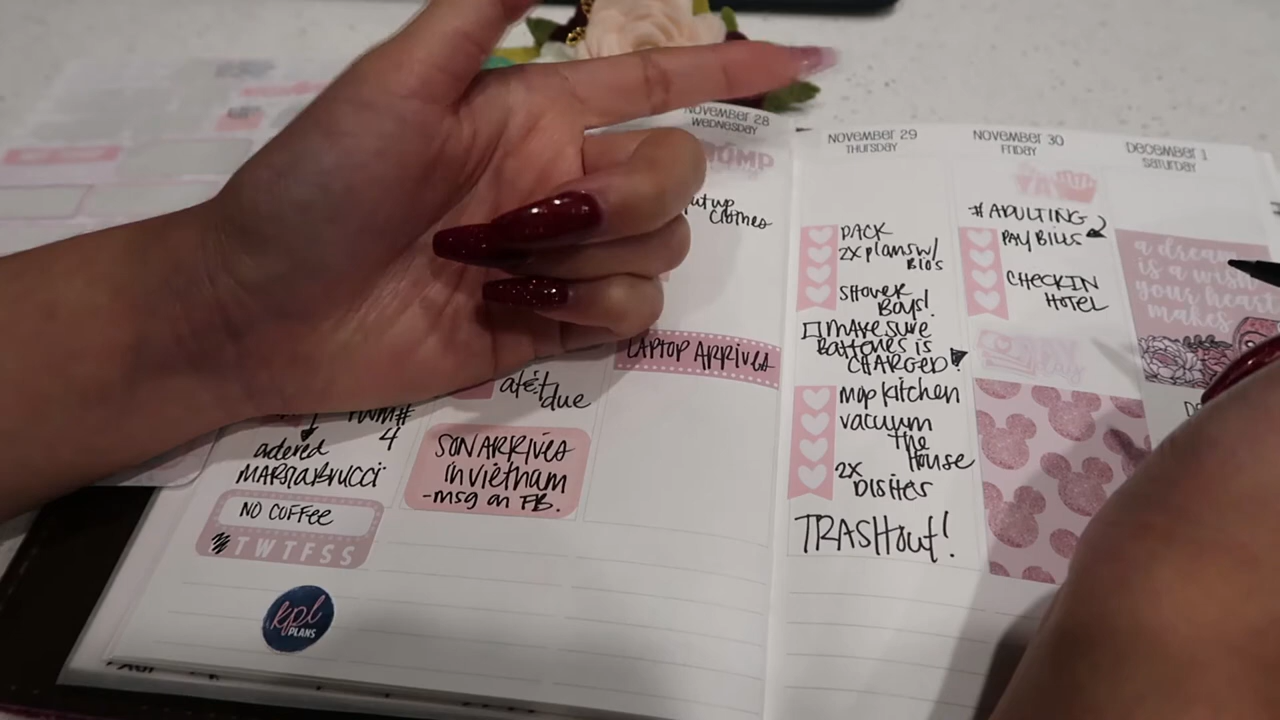 NOVEMBER 28
WEDNESDAY
clothes
LAPTOP ARRIVES
at&t
due
4
MARSIABRUCCI
SON ARRIVES
in vietnam
-msg on FB.
NO COFFEE
T W T F S S
kpl
PLANS
NOVEMBER 29
THURSDAY
PACK
2X plans w/
BIO'S
SHOWER
Boys!
MAKE SURE
IS
CHARGED!
MOP KITCHEN
VACUUM
THE
HOUSE
2X
DISHES
TRASH OUT!
NOVEMBER 30
FRIDAY
YAY
#ADULTING
PAY BILLS
CHECKIN
HOTEL
DECEMBER 1
SATURDAY
a dream
is a wish
your heart
makes